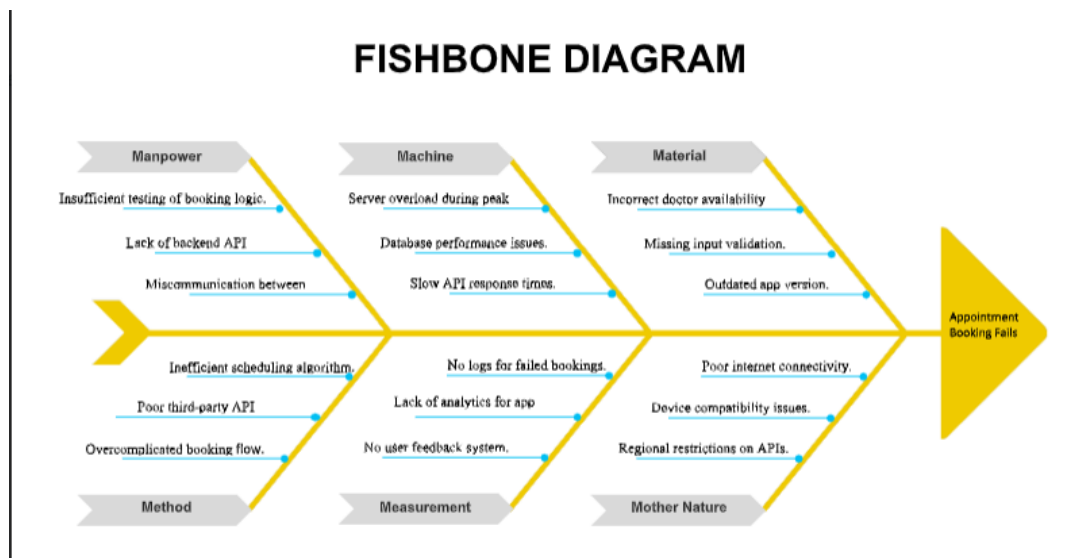 FISHBONE DIAGRAM
Manpower
Insufficient testing of booking logic.
Lack of backend API
Miscommunication between
Machine
Server overload during peak
Database performance issues.
Slow API response times.
Material
Incorrect doctor availability
Missing input validation.
Outdated app version.
Appointment
Booking Fails
Inefficient scheduling algorithm.
Poor third-party API
Overcomplicated booking flow.
Method
No logs for failed bookings.
Lack of analytics for app
No user feedback system.
Measurement
Poor internet connectivity.
Device compatibility issues.
Regional restrictions on APIs.
Mother Nature